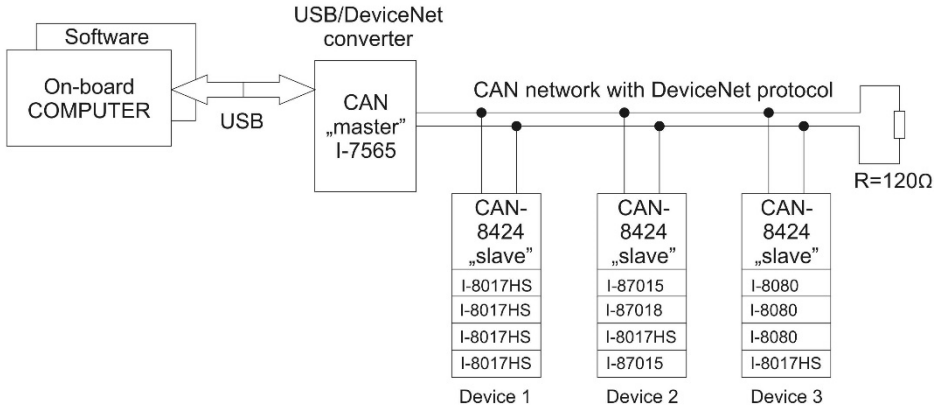 USB/DeviceNet
converter
Software
On-board
COMPUTER
USB
CAN
„master”
I-7565
CAN network with DeviceNet protocol
R=120Ω
CAN-
8424
„slave”
I-8017HS
I-8017HS
I-8017HS
I-8017HS
Device 1
CAN-
8424
„slave”
I-87015
I-87018
I-8017HS
I-87015
Device 2
CAN-
8424
„slave”
I-8080
I-8080
I-8080
I-8017HS
Device 3